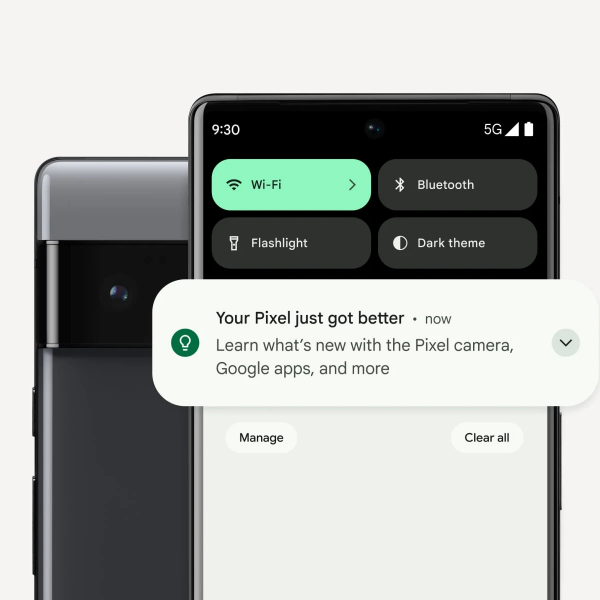 9:30 5G
Wi-Fi Bluetooth
Flashlight Dark theme
Your Pixel just got better • now
Learn what's new with the Pixel camera,
Google apps, and more
Manage Clear all